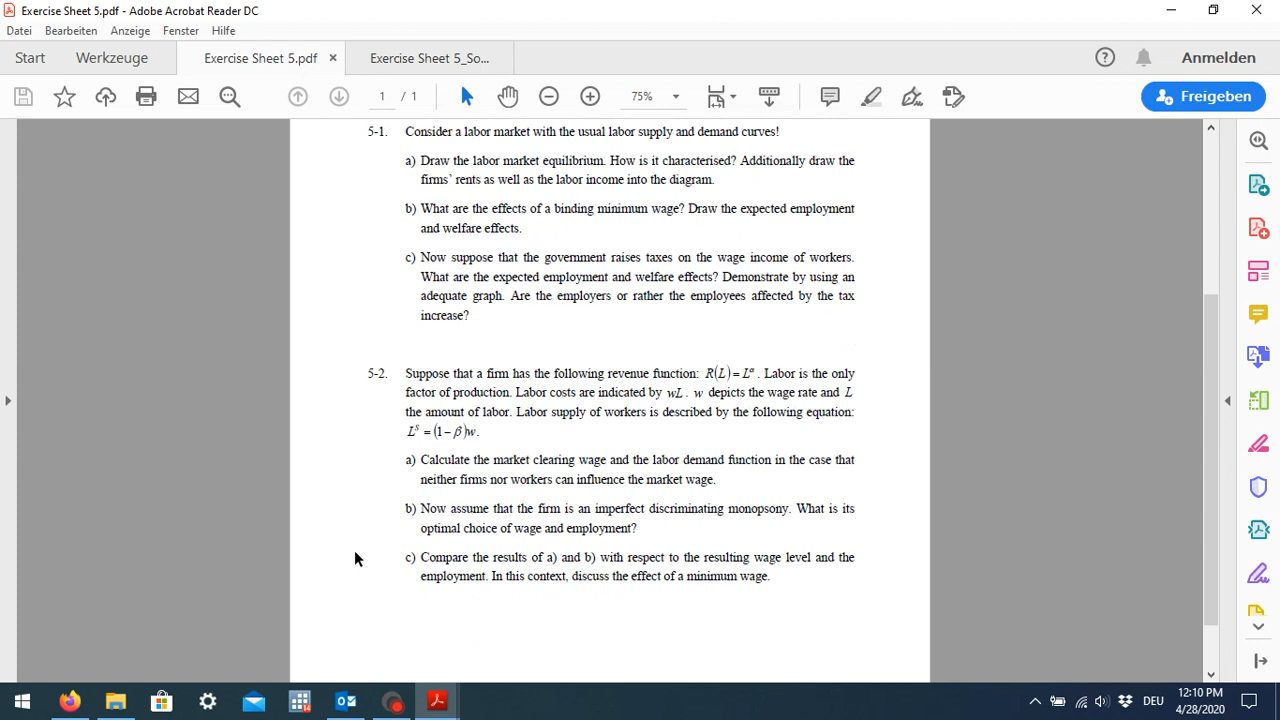 Exercise Sheet 5.pdf - Adobe Acrobat Reader DC
Datei Bearbeiten Anzeige Fenster Hilfe
Start Werkzeuge Exercise Sheet 5.pdf × Exercise Sheet 5_So... Anmelden
1 / 1 75% Freigeben
5-1. Consider a labor market with the usual labor supply and demand curves!
a) Draw the labor market equilibrium. How is it characterised? Additionally draw the
firms’ rents as well as the labor income into the diagram.
b) What are the effects of a binding minimum wage? Draw the expected employment
and welfare effects.
c) Now suppose that the government raises taxes on the wage income of workers.
What are the expected employment and welfare effects? Demonstrate by using an
adequate graph. Are the employers or rather the employees affected by the tax
increase?
5-2. Suppose that a firm has the following revenue function: R(L) = Lᵅ . Labor is the only
factor of production. Labor costs are indicated by wL . w depicts the wage rate and L
the amount of labor. Labor supply of workers is described by the following equation:
Lˢ = (1 − β)w.
a) Calculate the market clearing wage and the labor demand function in the case that
neither firms nor workers can influence the market wage.
b) Now assume that the firm is an imperfect discriminating monopsony. What is its
optimal choice of wage and employment?
c) Compare the results of a) and b) with respect to the resulting wage level and the
employment. In this context, discuss the effect of a minimum wage.
DEU 12:10 PM
4/28/2020